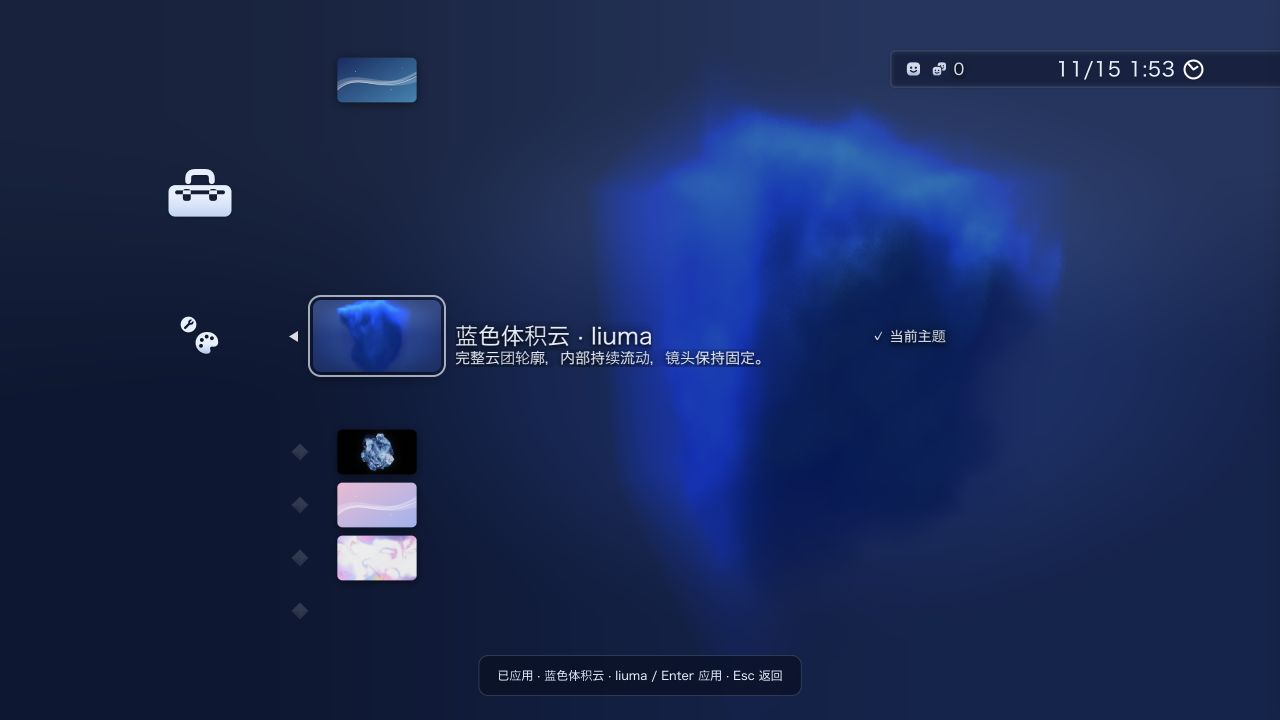 0
11/15 1:53
蓝色体积云 · liuma
完整云团轮廓，内部持续流动，镜头保持固定。
✓ 当前主题
已应用 · 蓝色体积云 · liuma / Enter 应用 · Esc 返回